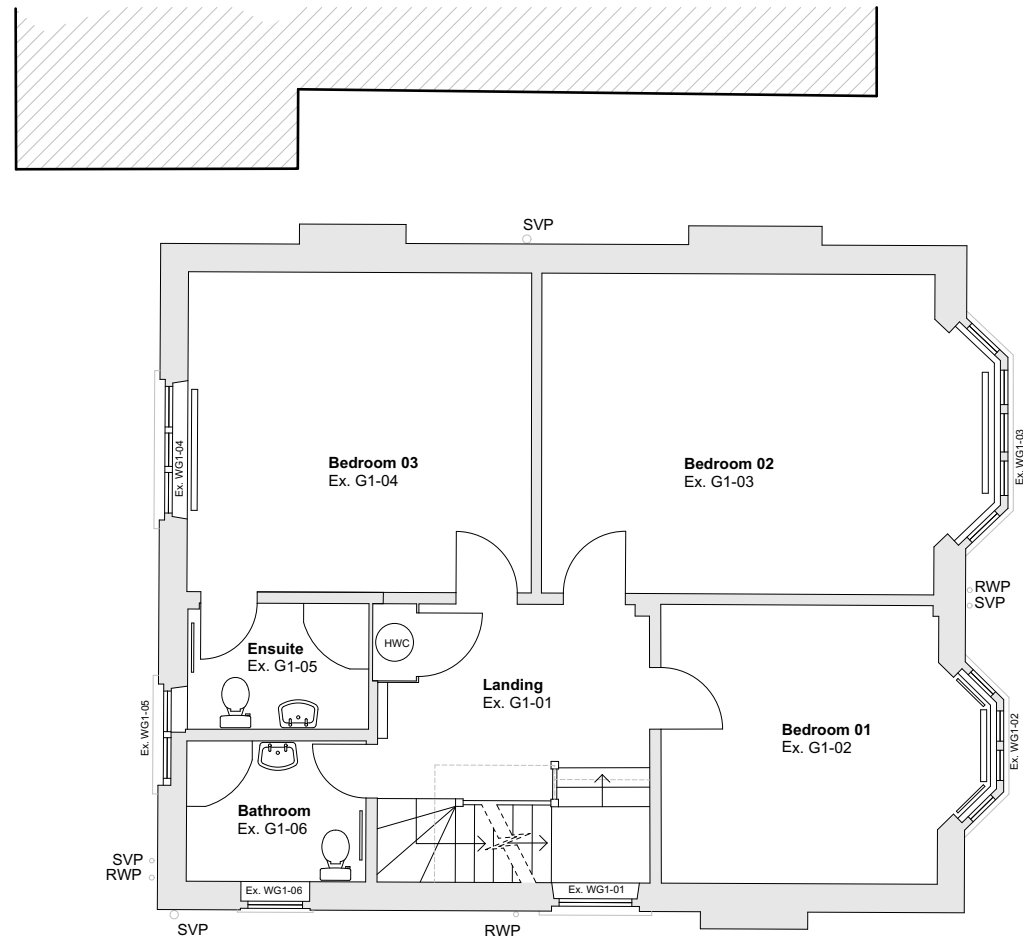 SVP
Bedroom 03
Ex. G1-04
Bedroom 02
Ex. G1-03
Ex. WG1-04
Ex. WG1-03
RWP
SVP
HWC
Ensuite
Ex. G1-05
Landing
Ex. G1-01
Ex. WG1-05
Bedroom 01
Ex. G1-02
Ex. WG1-02
Bathroom
Ex. G1-06
SVP
RWP
Ex. WG1-06
Ex. WG1-01
SVP
RWP